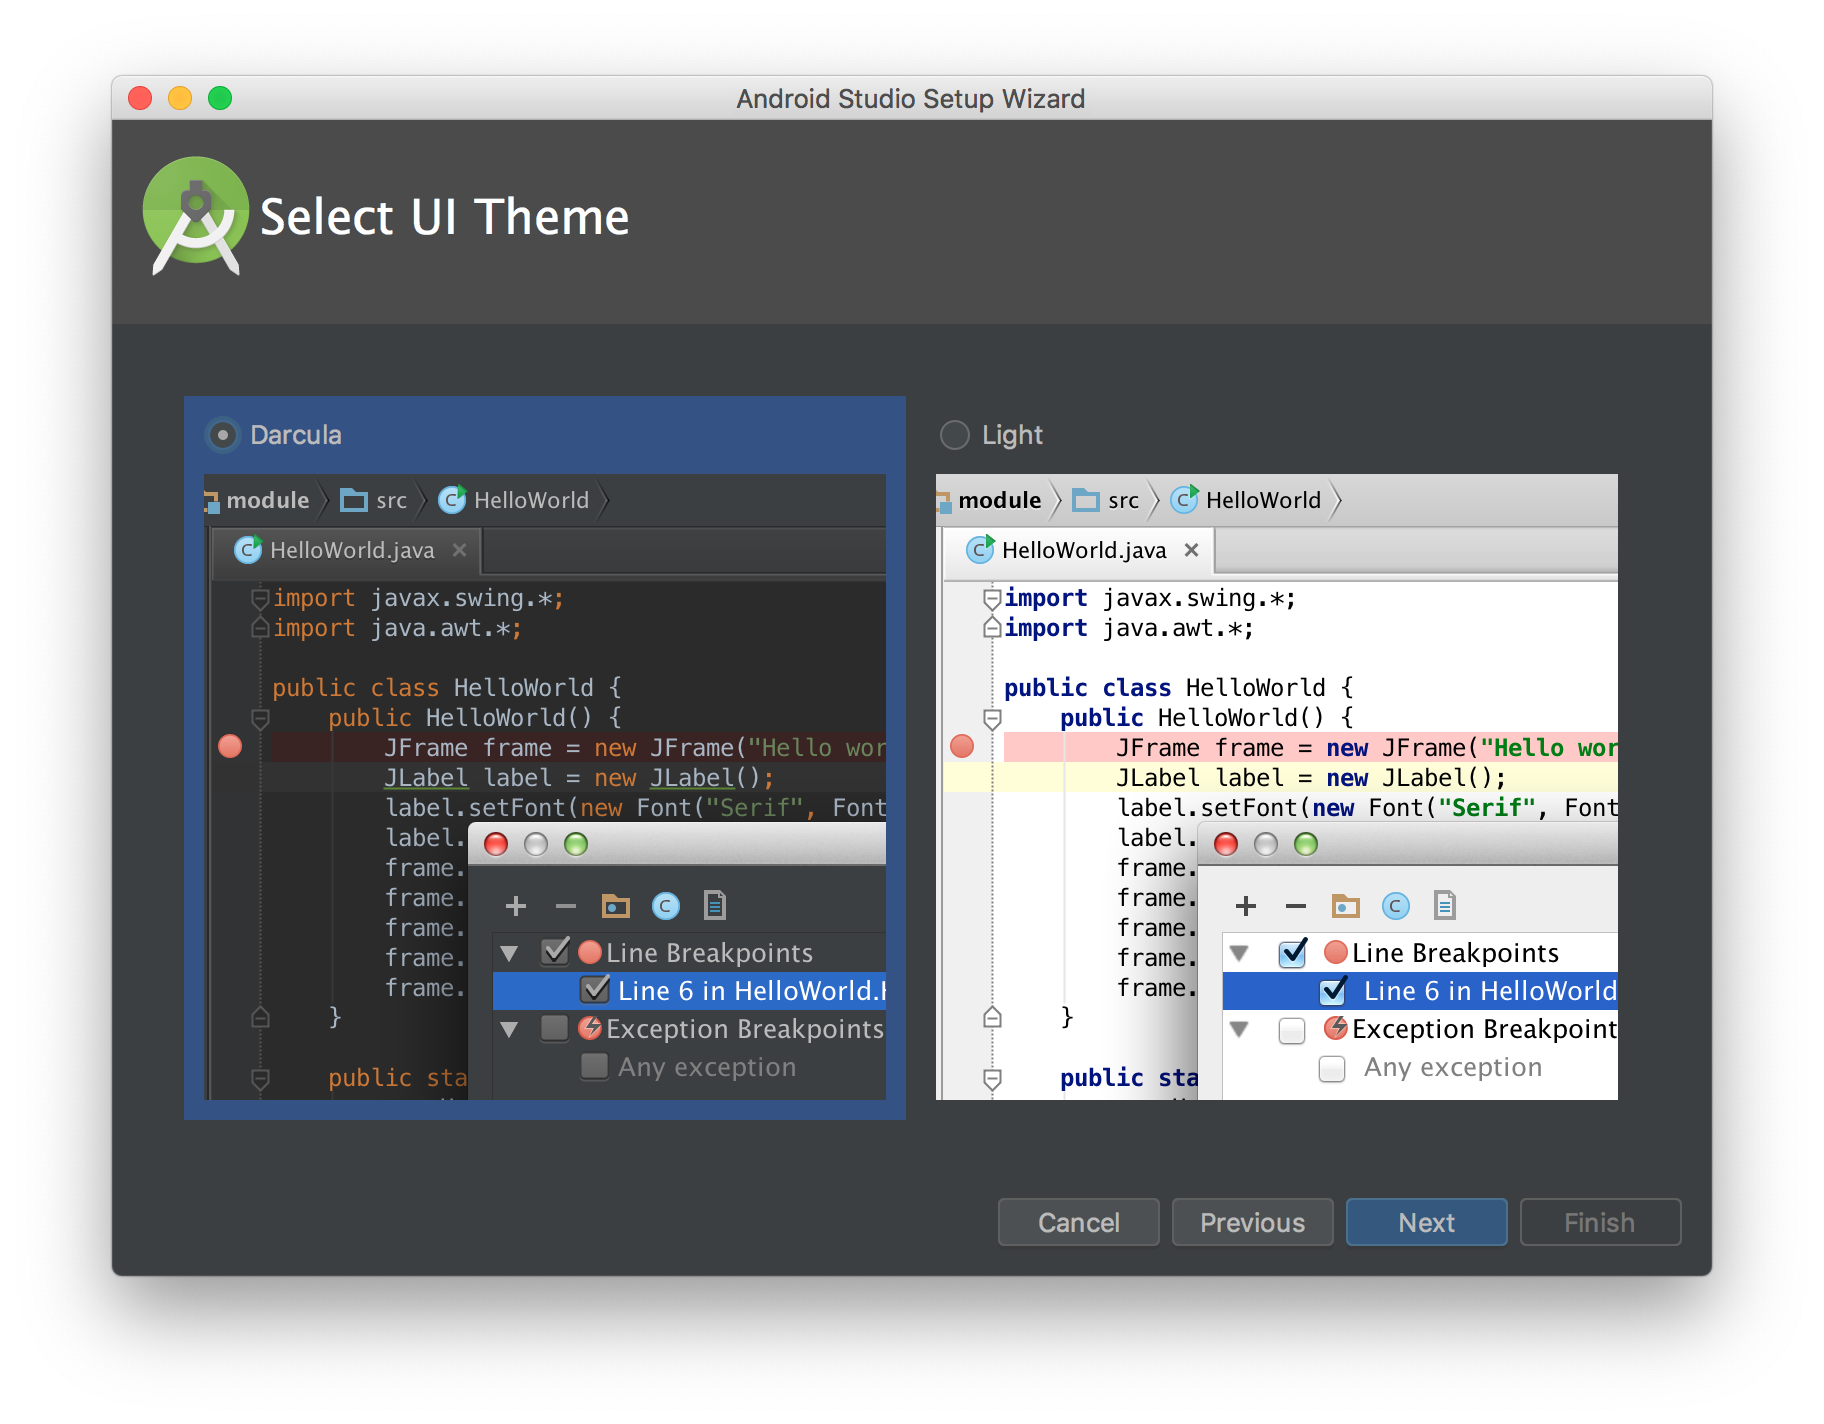 Android Studio Setup Wizard
Select UI Theme
Darcula
module src HelloWorld
HelloWorld.java
import javax.swing.*;
import java.awt.*;
public class HelloWorld {
public HelloWorld() {
JFrame frame = new JFrame("Hello wor
JLabel label = new JLabel();
label.setFont(new Font("Serif", Font
label.
frame.
frame.
frame.
frame.
frame.
}
public sta
Line Breakpoints
Line 6 in HelloWorld.
Exception Breakpoints
Any exception
Light
module src HelloWorld
HelloWorld.java
import javax.swing.*;
import java.awt.*;
public class HelloWorld {
public HelloWorld() {
JFrame frame = new JFrame("Hello wor
JLabel label = new JLabel();
label.setFont(new Font("Serif", Font
label.
frame.
frame.
frame.
frame.
frame.
}
public sta
Line Breakpoints
Line 6 in HelloWorld
Exception Breakpoint
Any exception
Cancel Previous Next Finish